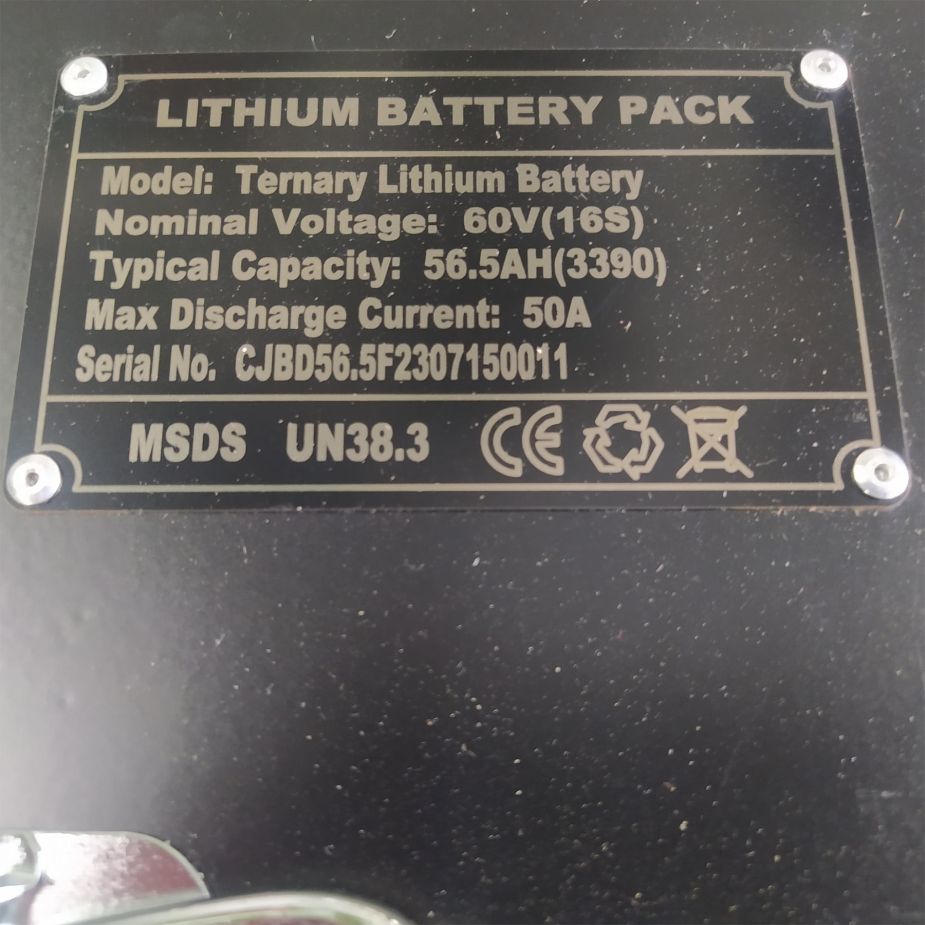 LITHIUM BATTERY PACK
Model: Ternary Lithium Battery
Nominal Voltage: 60V(16S)
Typical Capacity: 56.5AH(3390)
Max Discharge Current: 50A
Serial No. CJBD56.5F2307150011
MSDS UN38.3 CE